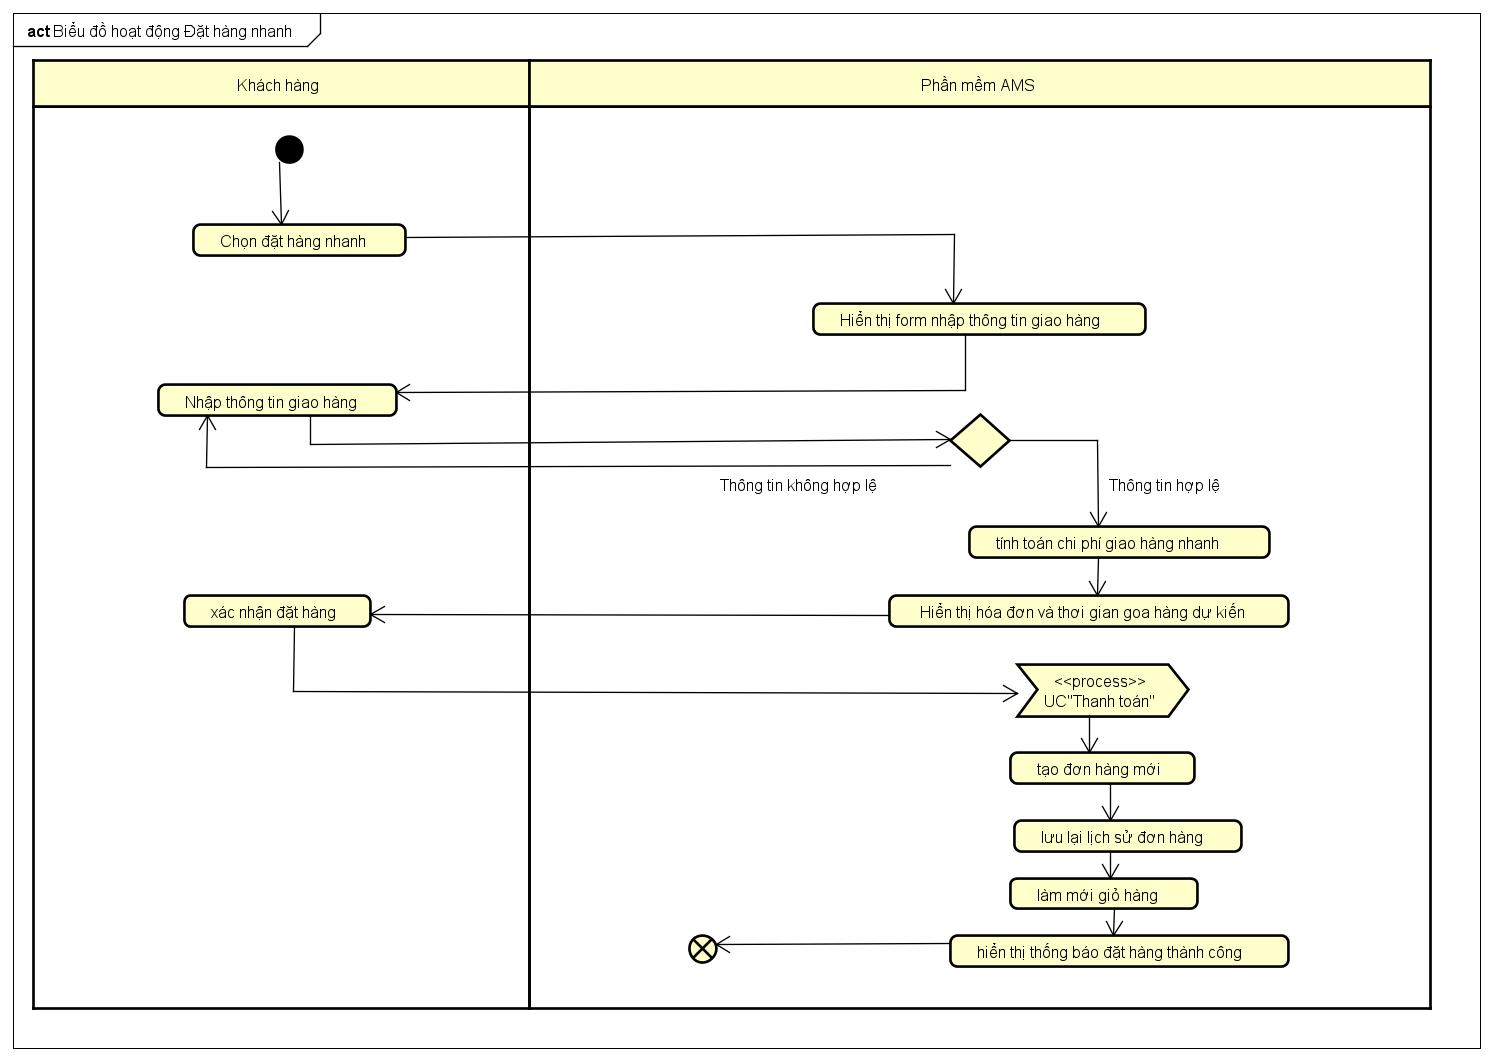 act Biểu đồ hoạt động Đặt hàng nhanh
Khách hàng
Phần mềm AMS
Chọn đặt hàng nhanh
Hiển thị form nhập thông tin giao hàng
Nhập thông tin giao hàng
Thông tin không hợp lệ
Thông tin hợp lệ
tính toán chi phí giao hàng nhanh
xác nhận đặt hàng
Hiển thị hóa đơn và thơi gian goa hàng dự kiến
<<process>>
UC"Thanh toán"
tạo đơn hàng mới
lưu lại lịch sử đơn hàng
làm mới giỏ hàng
hiển thị thống báo đặt hàng thành công